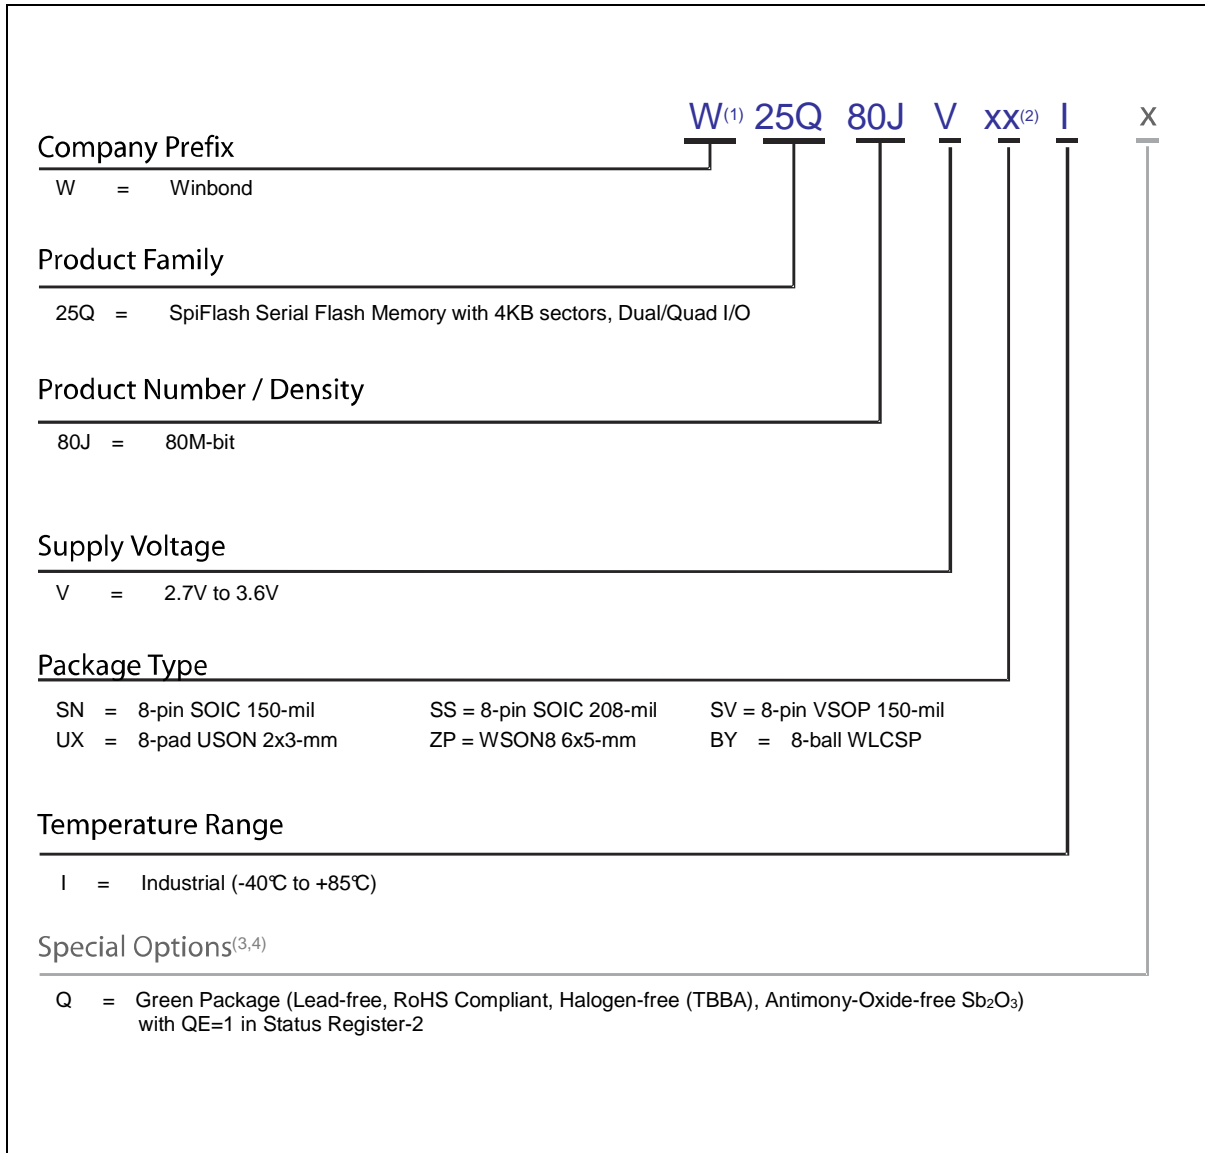 W(1) 25Q 80J V xx(2) I x
Company Prefix
W = Winbond
Product Family
25Q = SpiFlash Serial Flash Memory with 4KB sectors, Dual/Quad I/O
Product Number / Density
80J = 80M-bit
Supply Voltage
V = 2.7V to 3.6V
Package Type
SN = 8-pin SOIC 150-mil SS = 8-pin SOIC 208-mil SV = 8-pin VSOP 150-mil
UX = 8-pad USON 2x3-mm ZP = WSON8 6x5-mm BY = 8-ball WLCSP
Temperature Range
I = Industrial (-40°C to +85°C)
Special Options(3,4)
Q = Green Package (Lead-free, RoHS Compliant, Halogen-free (TBBA), Antimony-Oxide-free Sb₂O₃)
with QE=1 in Status Register-2